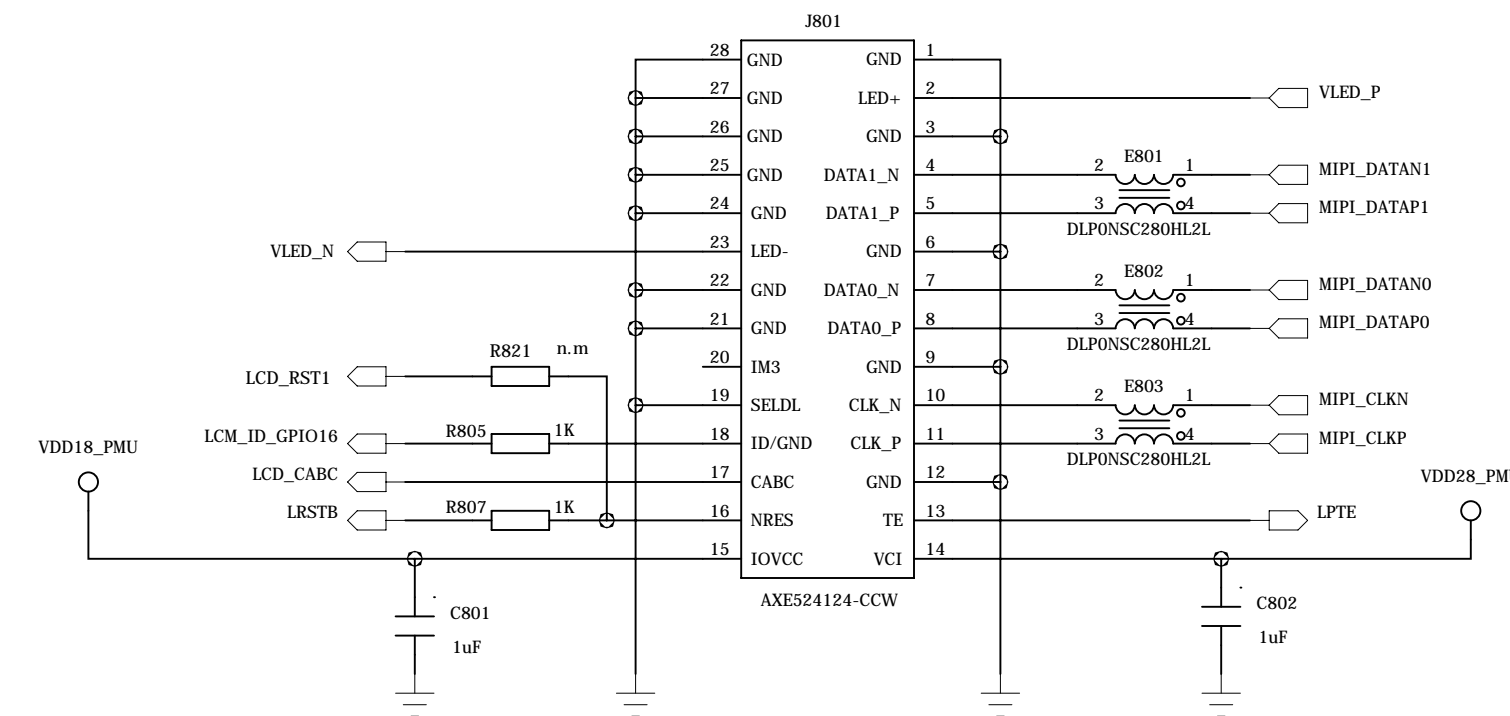 J801
28 GND GND 1
27 GND LED+ 2 VLED_P
26 GND GND 3
E801
25 GND DATA1_N 4 2 1 MIPI_DATAN1
24 GND DATA1_P 5 3 4 MIPI_DATAP1
DLP0NSC280HL2L
VLED_N 23 LED- GND 6
E802
22 GND DATA0_N 7 2 1 MIPI_DATAN0
21 GND DATA0_P 8 3 4 MIPI_DATAP0
DLP0NSC280HL2L
R821 n.m
20 IM3 GND 9
LCD_RST1
E803
19 SELDL CLK_N 10 2 1 MIPI_CLKN
LCM_ID_GPIO16 R805 1K 18 ID/GND CLK_P 11 3 4 MIPI_CLKP
DLP0NSC280HL2L
VDD18_PMU
LCD_CABC 17 CABC GND 12
VDD28_PM
LRSTB R807 1K 16 NRES TE 13 LPTE
15 IOVCC VCI 14
AXE524124-CCW
C801
1uF
C802
1uF